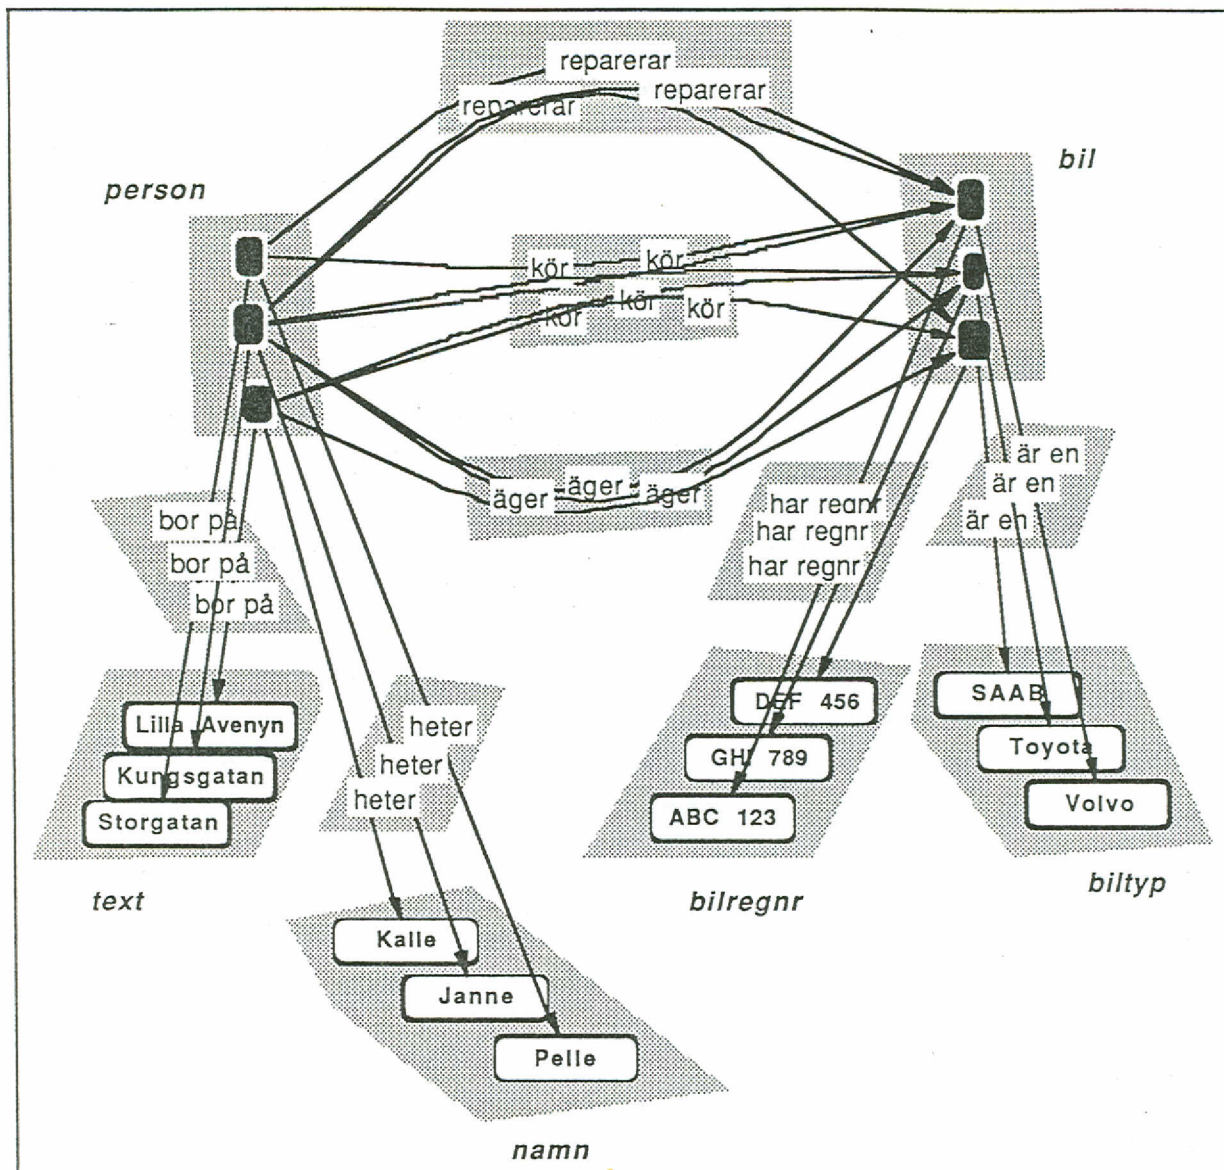 reparerar
reparerar
reparerar
bil
person
kör
kör
kör
kör
kör
äger
äger
äger
är en
är en
är en
har regnr
har regnr
har regnr
bor på
bor på
bor på
Lilla Avenyn
Kungsgatan
Storgatan
text
heter
heter
heter
DEF 456
GHI 789
ABC 123
bilregnr
SAAB
Toyota
Volvo
biltyp
Kalle
Janne
Pelle
namn